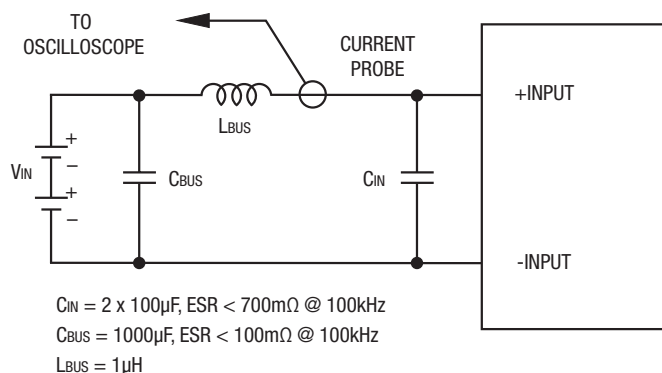 TO
OSCILLOSCOPE
CURRENT
PROBE
+INPUT
LBUS
+
VIN
−
+
−
CBUS
CIN
-INPUT
CIN = 2 x 100µF, ESR < 700mΩ @ 100kHz
CBUS = 1000µF, ESR < 100mΩ @ 100kHz
LBUS = 1µH